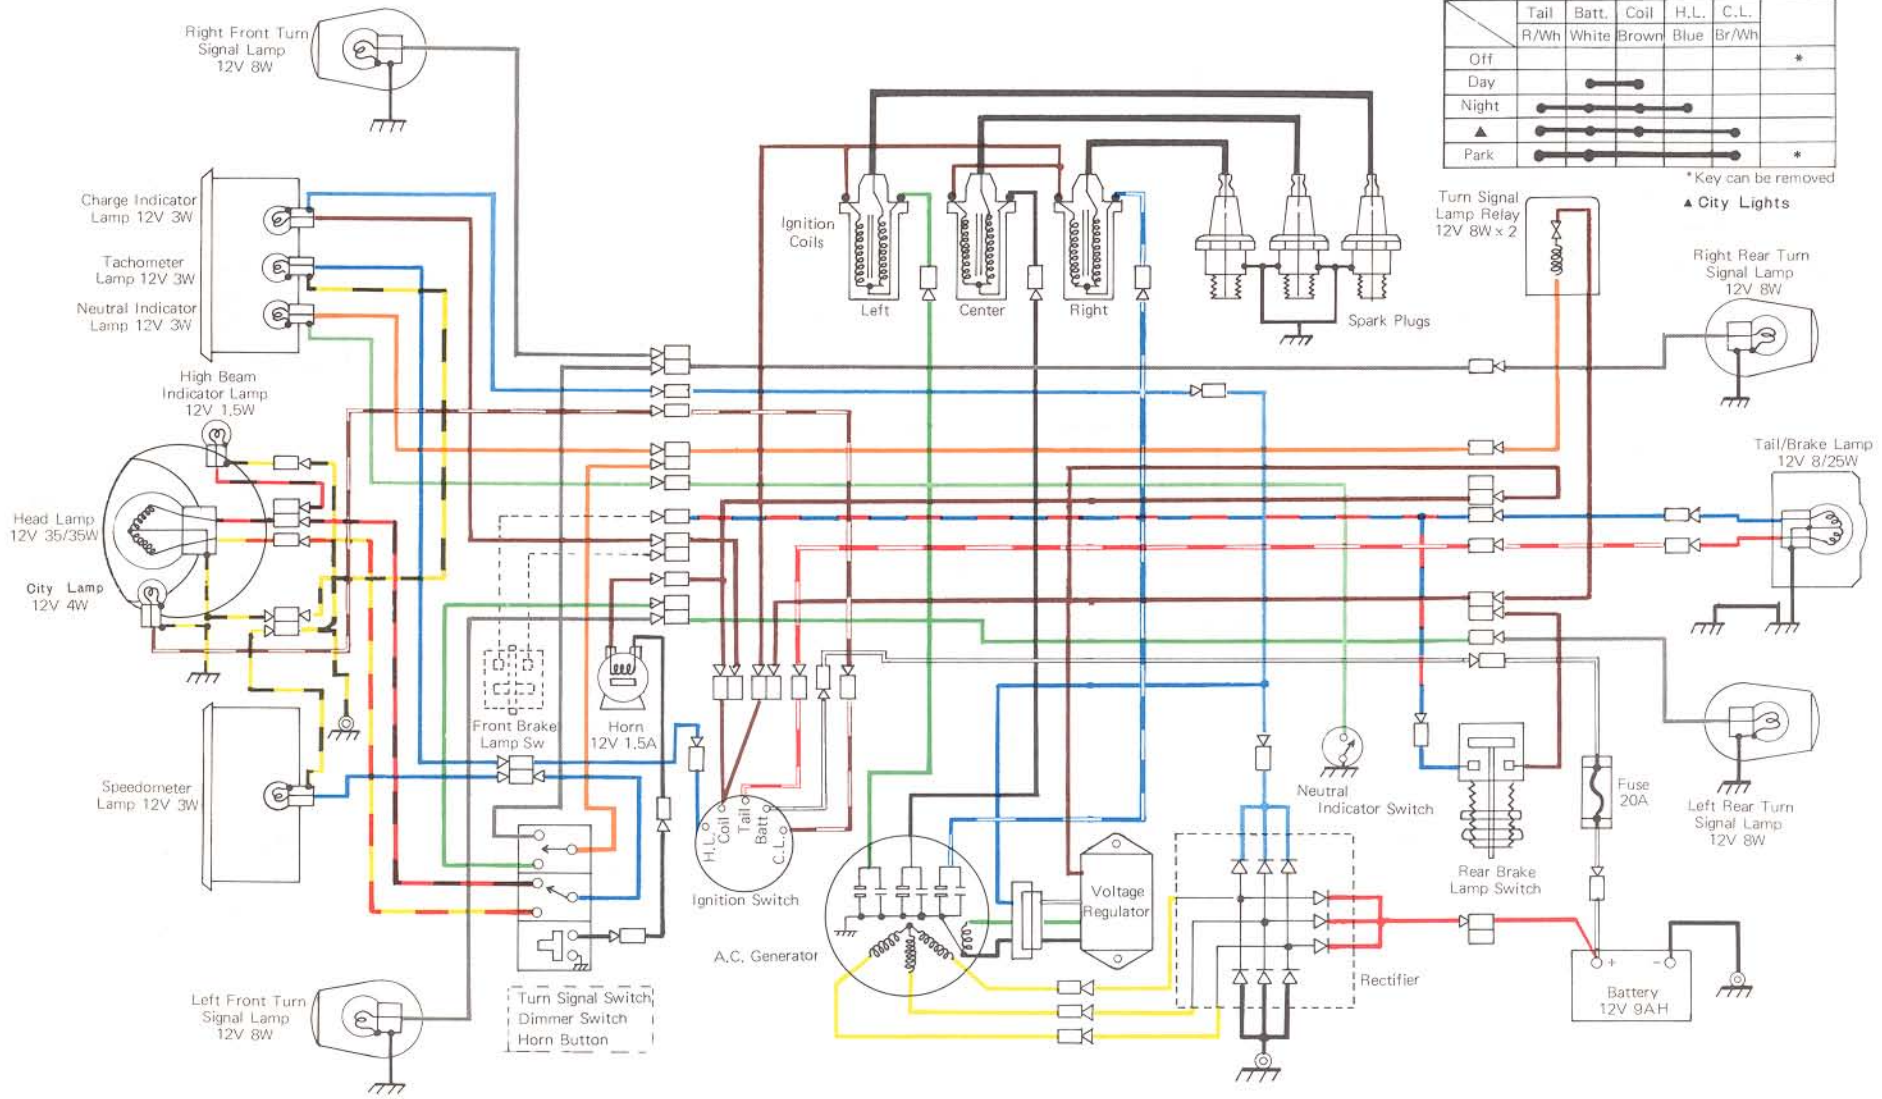 Right Front Turn
Signal Lamp
12V 8W
Tail Batt. Coil H.L. C.L.
R/Wh White Brown Blue Br/Wh
Off *
Day
Night
▲
Park *
*Key can be removed
▲ City Lights
Charge Indicator
Lamp 12V 3W
Tachometer
Lamp 12V 3W
Neutral Indicator
Lamp 12V 3W
Ignition
Coils
Left
Center
Right
Spark Plugs
Turn Signal
Lamp Relay
12V 8W x 2
Right Rear Turn
Signal Lamp
12V 8W
High Beam
Indicator Lamp
12V 1.5W
Head Lamp
12V 35/35W
City Lamp
12V 4W
Tail/Brake Lamp
12V 8/25W
Front Brake
Lamp Sw
Horn
12V 1.5A
Speedometer
Lamp 12V 3W
H.L.
Coil
Tail
Batt.
C.L.
Ignition Switch
A.C. Generator
Voltage
Regulator
Neutral
Indicator Switch
Rear Brake
Lamp Switch
Fuse
20A
Left Rear Turn
Signal Lamp
12V 8W
Rectifier
+ -
Battery
12V 9AH
Left Front Turn
Signal Lamp
12V 8W
Turn Signal Switch
Dimmer Switch
Horn Button